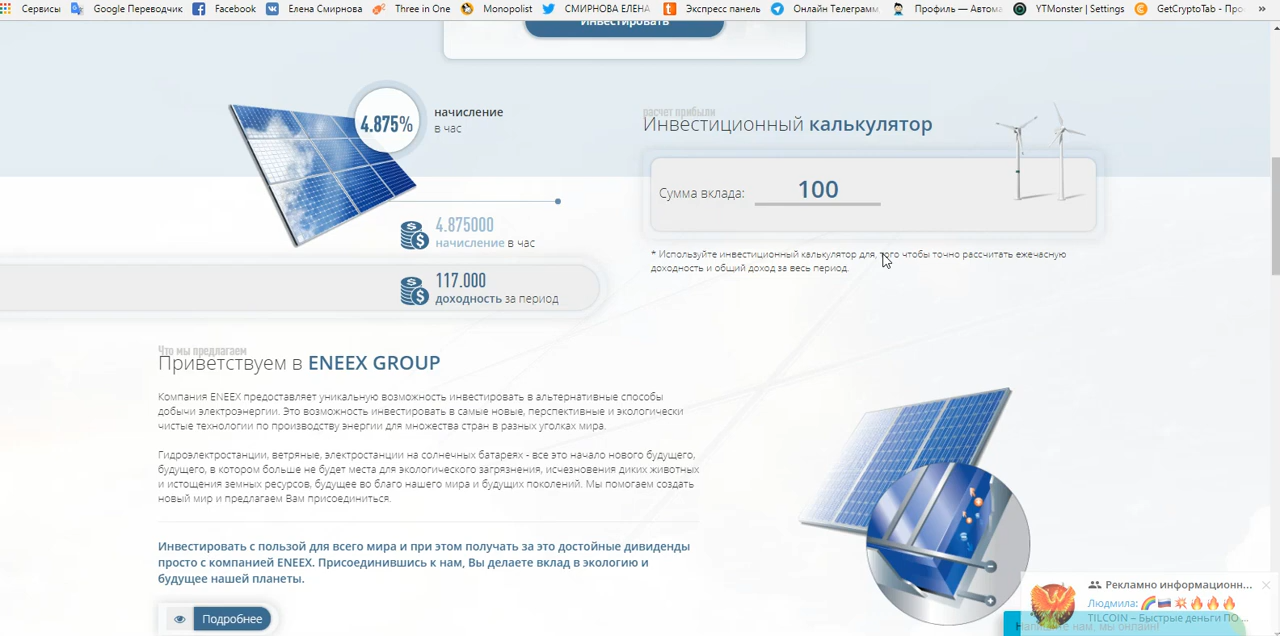 Сервисы Google Переводчик Facebook Елена Смирнова Three in One Monopolist СМИРНОВА ЕЛЕНА Экспресс панель Онлайн Телеграмм Профиль — Автома YTMonster | Settings GetCryptoTab - Про »
Инвестировать
4.875%
начисление
в час
4.875000
начисление в час
117.000
доходность за период
расчет прибыли
Инвестиционный калькулятор
Сумма вклада: 100
* Используйте инвестиционный калькулятор для, того чтобы точно рассчитать ежечасную
доходность и общий доход за весь период.
Что мы предлагаем
Приветствуем в ENEEX GROUP
Компания ENEEX предоставляет уникальную возможность инвестировать в альтернативные способы
добычи электроэнергии. Это возможность инвестировать в самые новые, перспективные и экологически
чистые технологии по производству энергии для множества стран в разных уголках мира.
Гидроэлектростанции, ветряные, электростанции на солнечных батареях - все это начало нового будущего,
будущего, в котором больше не будет места для экологического загрязнения, исчезновения диких животных
и истощения земных ресурсов, будущее во благо нашего мира и будущих поколений. Мы помогаем создать
новый мир и предлагаем Вам присоединиться.
Инвестировать с пользой для всего мира и при этом получать за это достойные дивиденды
просто с компанией ENEEX. Присоединившись к нам, Вы делаете вклад в экологию и
будущее нашей планеты.
Подробнее
Рекламно информационн...
Людмила:
TILCOIN – Быстрые деньги ПО ...
Напишите нам, мы онлайн!